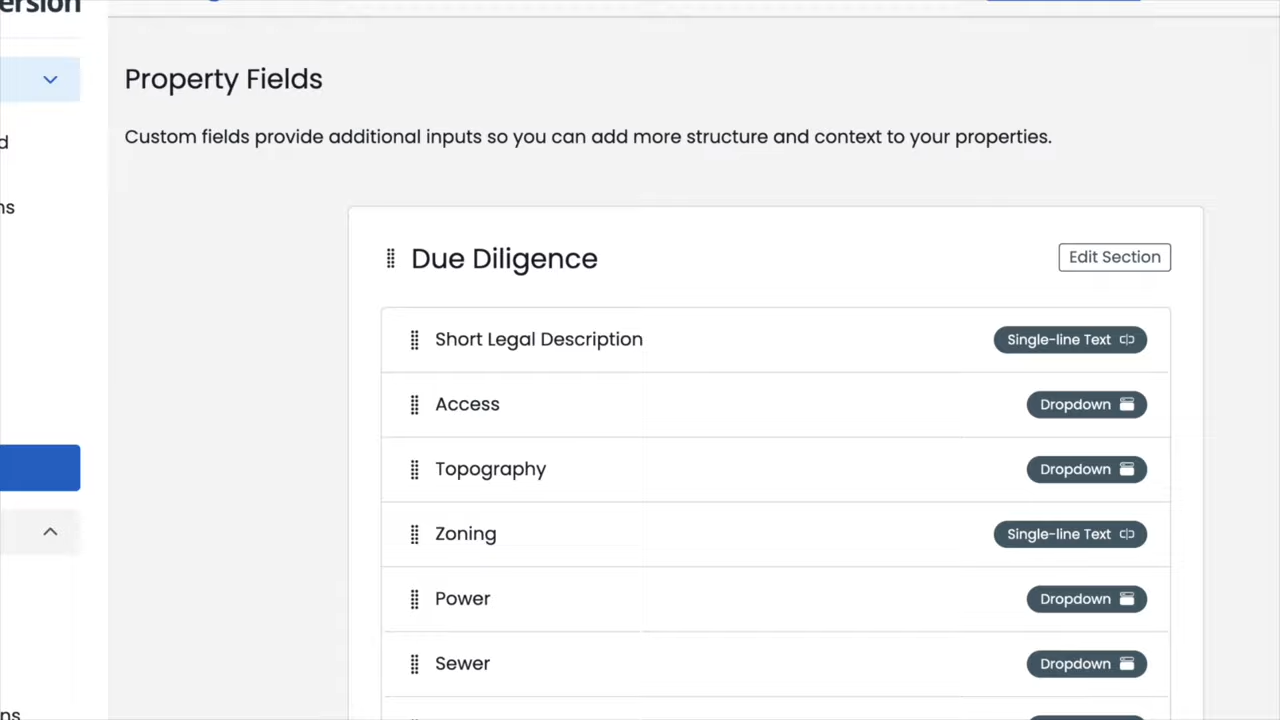 Property Fields
Custom fields provide additional inputs so you can add more structure and context to your properties.
Due Diligence
Edit Section
Short Legal Description
Single-line Text
Access
Dropdown
Topography
Dropdown
Zoning
Single-line Text
Power
Dropdown
Sewer
Dropdown